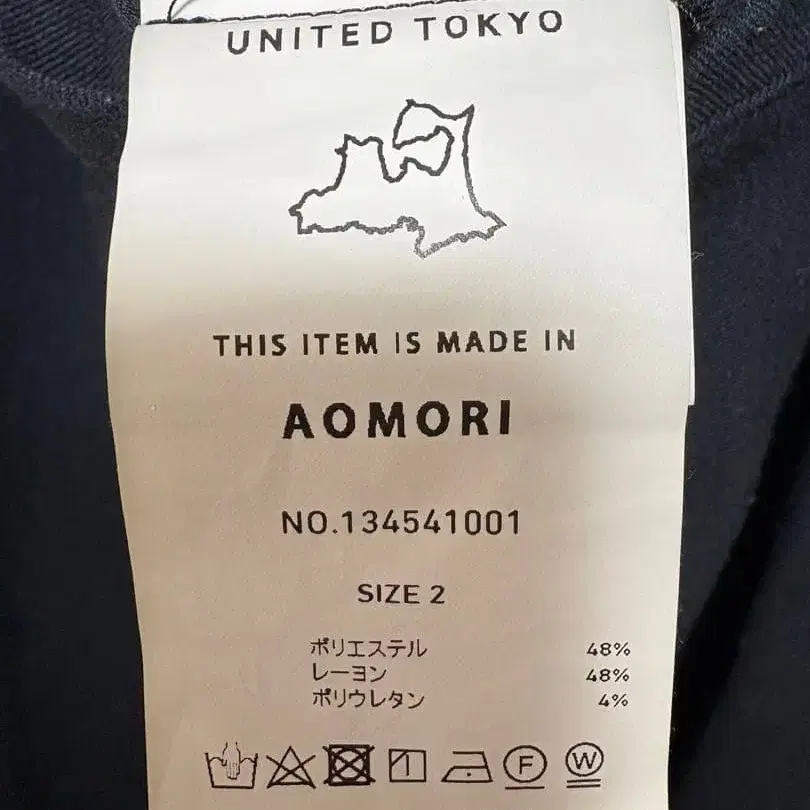 UNITED TOKYO
THIS ITEM IS MADE IN
AOMORI
NO.134541001
SIZE 2
ポリエステル 48%
レーヨン 48%
ポリウレタン 4%
F W